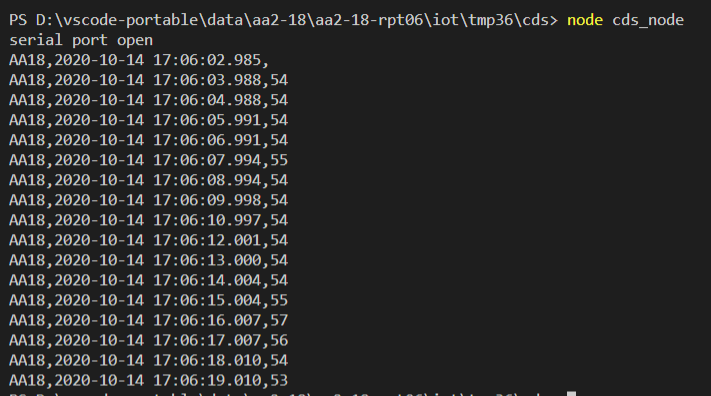 PS D:\vscode-portable\data\aa2-18\aa2-18-rpt06\iot\tmp36\cds> node cds_node
serial port open
AA18,2020-10-14 17:06:02.985,
AA18,2020-10-14 17:06:03.988,54
AA18,2020-10-14 17:06:04.988,54
AA18,2020-10-14 17:06:05.991,54
AA18,2020-10-14 17:06:06.991,54
AA18,2020-10-14 17:06:07.994,55
AA18,2020-10-14 17:06:08.994,54
AA18,2020-10-14 17:06:09.998,54
AA18,2020-10-14 17:06:10.997,54
AA18,2020-10-14 17:06:12.001,54
AA18,2020-10-14 17:06:13.000,54
AA18,2020-10-14 17:06:14.004,54
AA18,2020-10-14 17:06:15.004,55
AA18,2020-10-14 17:06:16.007,57
AA18,2020-10-14 17:06:17.007,56
AA18,2020-10-14 17:06:18.010,54
AA18,2020-10-14 17:06:19.010,53